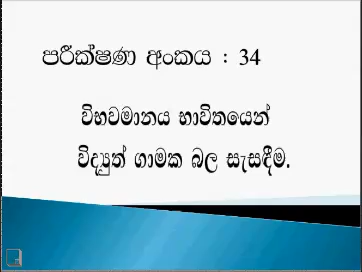 පරීක්ෂණ අංකය : 34
විභවමානය භාවිතයෙන්
විද්‍යුත් ගාමක බල සැසඳීම.